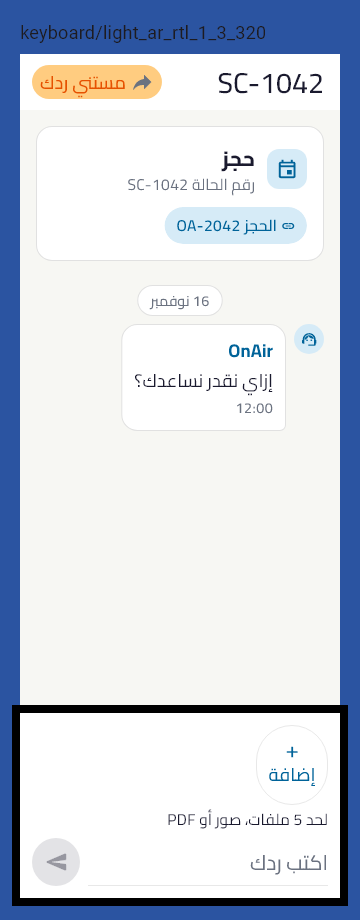 keyboard/light_ar_rtl_1_3_320
SC-1042
مستني ردك
حجز
رقم الحالة SC-1042
الحجز OA-2042
16 نوفمبر
OnAir
إزاي نقدر نساعدك؟
12:00
+
إضافة
لحد 5 ملفات، صور أو PDF
اكتب ردك